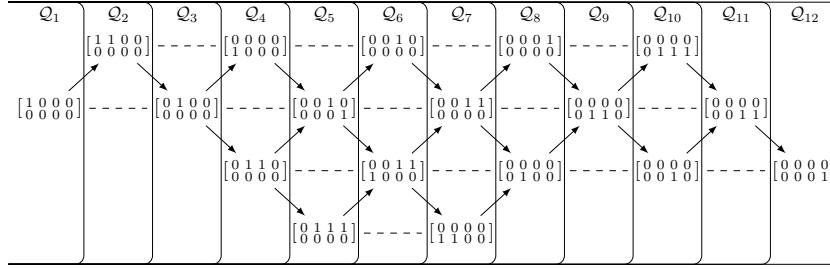 Q1 Q2 Q3 Q4 Q5 Q6 Q7 Q8 Q9 Q10 Q11 Q12
[1 1 0 0 [0 0 0 0 [0 0 1 0 [0 0 0 1 [0 0 0 0
0 0 0 0] 1 0 0 0] 0 0 0 0] 0 0 0 0] 0 1 1 1]
[1 0 0 0 [0 1 0 0 [0 0 1 0 [0 0 1 1 [0 0 0 0 [0 0 0 0
0 0 0 0] 0 0 0 0] 0 0 0 1] 0 0 0 0] 0 1 1 0] 0 0 1 1]
[0 1 1 0 [0 0 1 1 [0 0 0 0 [0 0 0 0 [0 0 0 0
0 0 0 0] 1 0 0 0] 0 1 0 0] 0 0 1 0] 0 0 0 1
[0 1 1 1 [0 0 0 0
0 0 0 0] 1 1 0 0]